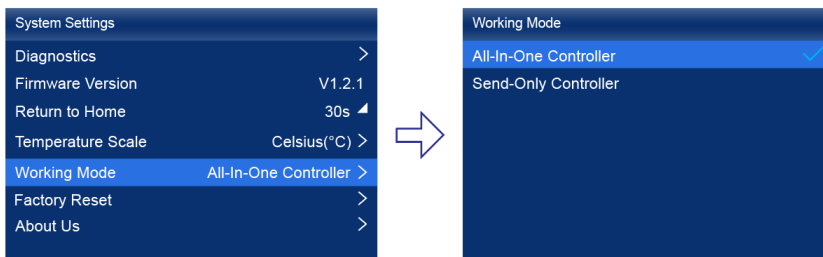 System Settings
Diagnostics >
Firmware Version V1.2.1
Return to Home 30s
Temperature Scale Celsius(°C) >
Working Mode All-In-One Controller >
Factory Reset >
About Us >
Working Mode
All-In-One Controller
Send-Only Controller